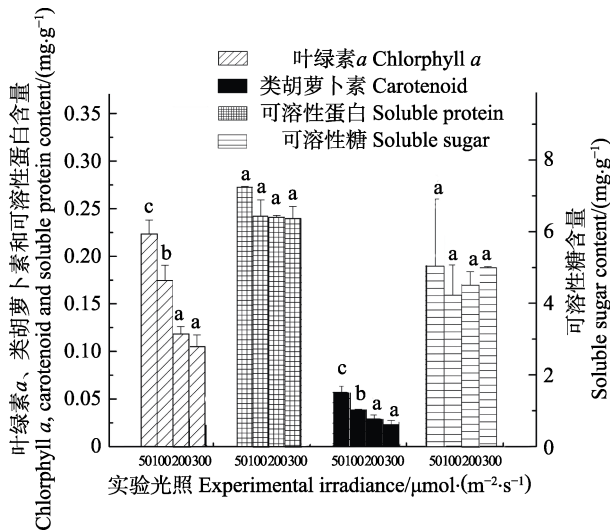 叶绿素a Chlorophyll a
类胡萝卜素 Carotenoid
可溶性蛋白 Soluble protein
可溶性糖 Soluble sugar
叶绿素a、类胡萝卜素和可溶性蛋白含量
Chlorophyll a, carotenoid and soluble protein content/(mg·g⁻¹)
0.35
0.30
0.25
0.20
0.15
0.10
0.05
0
c
b
a
a
a
a
a
a
c
b
a
a
a
a
a
a
8
6
4
2
0
可溶性糖含量
Soluble sugar content/(mg·g⁻¹)
50100200300 50100200300 50100200300 50100200300
实验光照 Experimental irradiance/μmol·(m⁻²·s⁻¹)